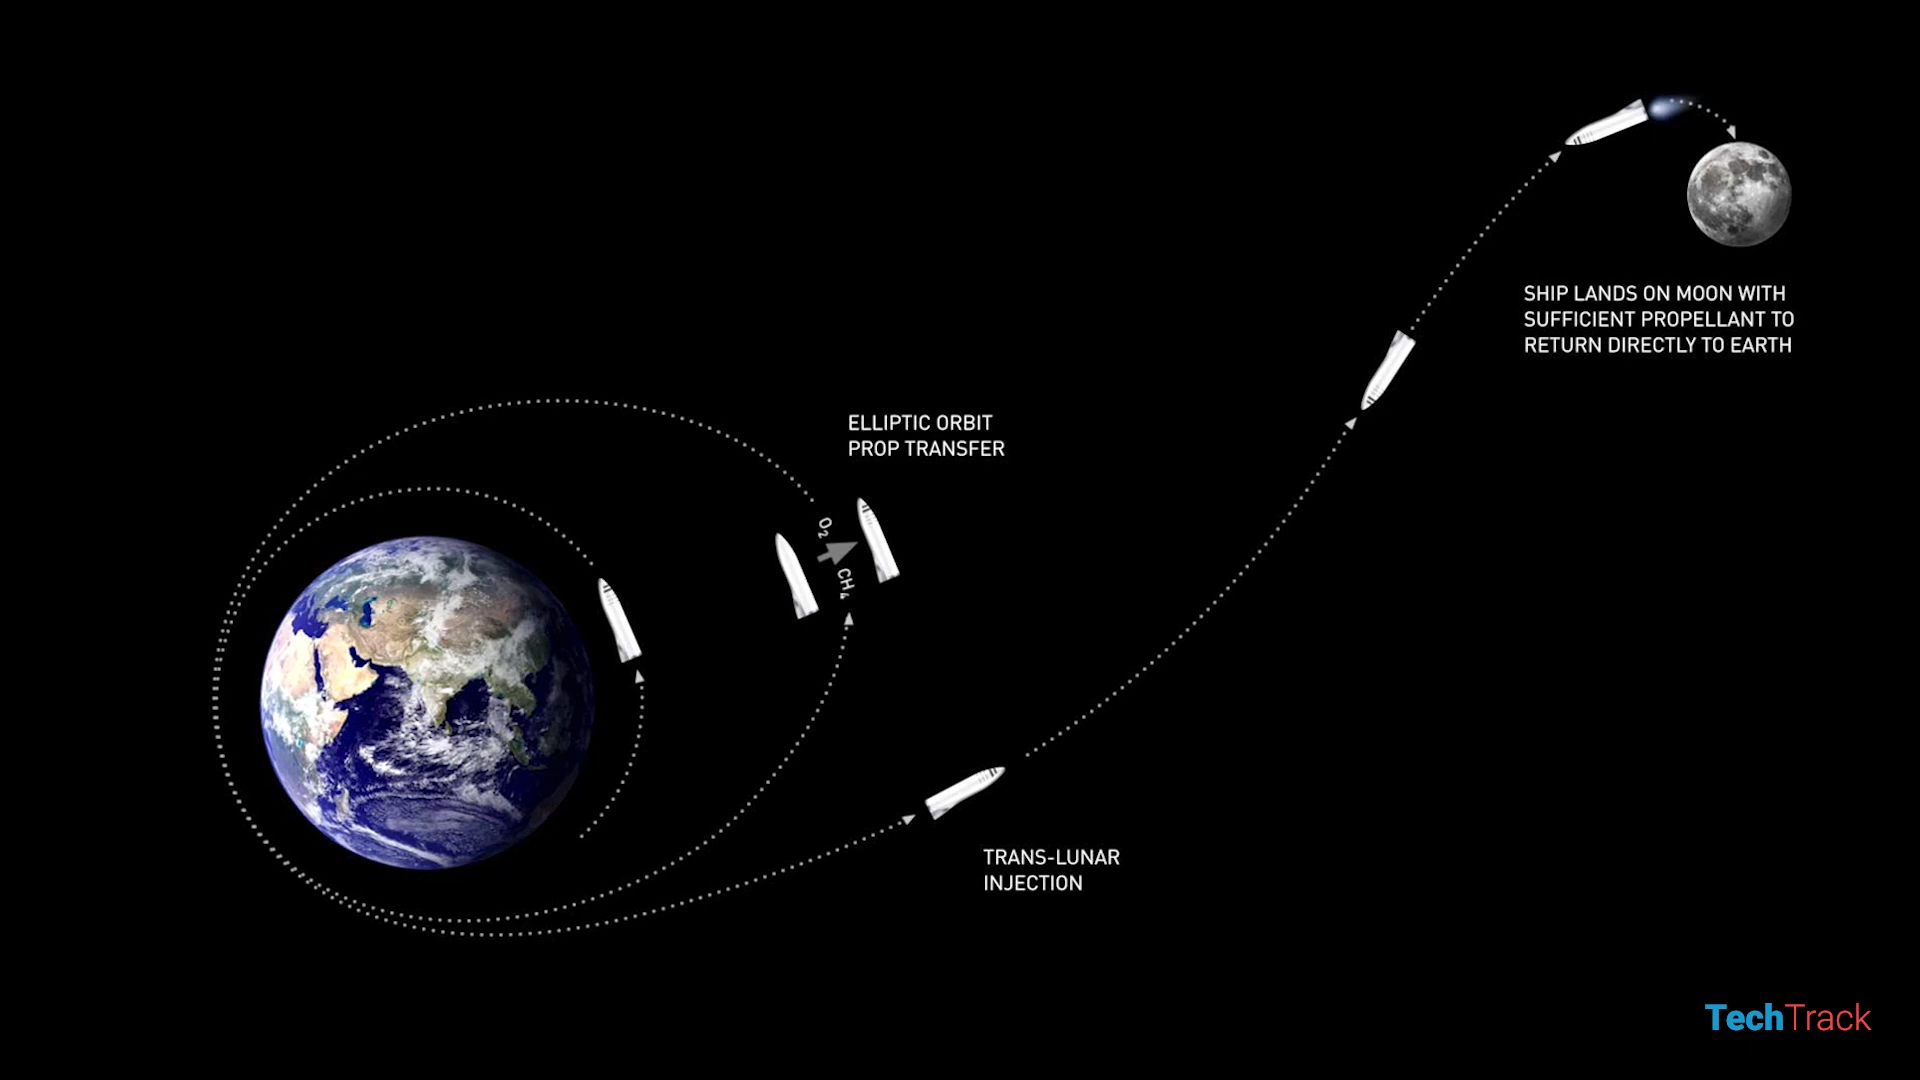 SHIP LANDS ON MOON WITH
SUFFICIENT PROPELLANT TO
RETURN DIRECTLY TO EARTH
ELLIPTIC ORBIT
PROP TRANSFER
O₂
CH₄
TRANS-LUNAR
INJECTION
TechTrack